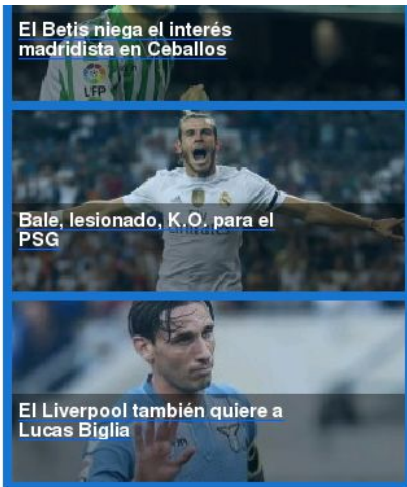 El Betis niega el interés
madridista en Ceballos
LFP
Bale, lesionado, K.O. para el
PSG
El Liverpool también quiere a
Lucas Biglia